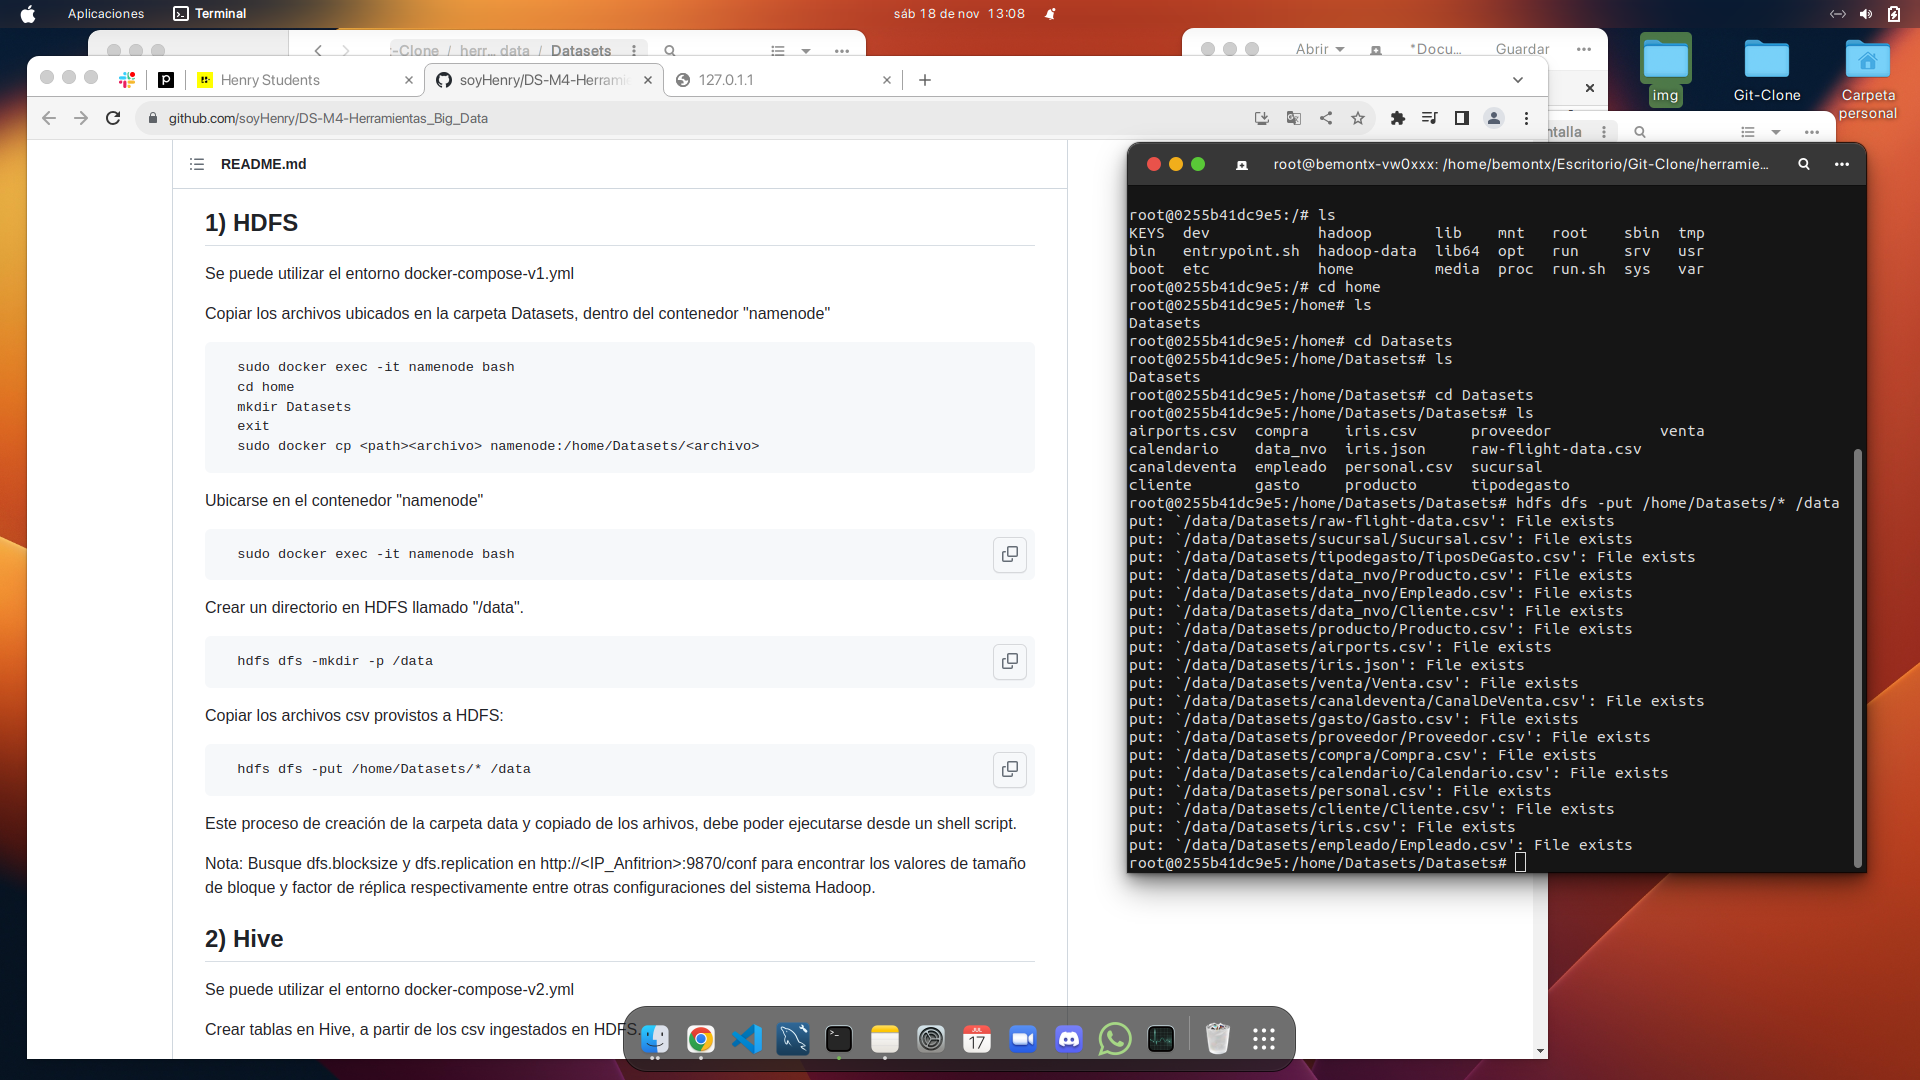 Aplicaciones
Terminal
sáb 18 de nov 13:08
-Clone / herr... data / Datasets
Abrir
*Docu...
Guardar
img
Git-Clone
Carpeta personal
Henry Students
soyHenry/DS-M4-Herrami
127.0.1.1
github.com/soyHenry/DS-M4-Herramientas_Big_Data
ntalla
README.md
1) HDFS
Se puede utilizar el entorno docker-compose-v1.yml
Copiar los archivos ubicados en la carpeta Datasets, dentro del contenedor "namenode"
sudo docker exec -it namenode bash
cd home
mkdir Datasets
exit
sudo docker cp <path><archivo> namenode:/home/Datasets/<archivo>
Ubicarse en el contenedor "namenode"
sudo docker exec -it namenode bash
Crear un directorio en HDFS llamado "/data".
hdfs dfs -mkdir -p /data
Copiar los archivos csv provistos a HDFS:
hdfs dfs -put /home/Datasets/* /data
Este proceso de creación de la carpeta data y copiado de los arhivos, debe poder ejecutarse desde un shell script.
Nota: Busque dfs.blocksize y dfs.replication en http://<IP_Anfitrion>:9870/conf para encontrar los valores de tamaño
de bloque y factor de réplica respectivamente entre otras configuraciones del sistema Hadoop.
2) Hive
Se puede utilizar el entorno docker-compose-v2.yml
Crear tablas en Hive, a partir de los csv ingestados en HDFS.
root@bemontx-vw0xxx: /home/bemontx/Escritorio/Git-Clone/herramie...
root@0255b41dc9e5:/# ls
KEYS dev hadoop lib mnt root sbin tmp
bin entrypoint.sh hadoop-data lib64 opt run srv usr
boot etc home media proc run.sh sys var
root@0255b41dc9e5:/# cd home
root@0255b41dc9e5:/home# ls
Datasets
root@0255b41dc9e5:/home# cd Datasets
root@0255b41dc9e5:/home/Datasets# ls
Datasets
root@0255b41dc9e5:/home/Datasets# cd Datasets
root@0255b41dc9e5:/home/Datasets/Datasets# ls
airports.csv compra iris.csv proveedor venta
calendario data_nvo iris.json raw-flight-data.csv
canaldeventa empleado personal.csv sucursal
cliente gasto producto tipodegasto
root@0255b41dc9e5:/home/Datasets/Datasets# hdfs dfs -put /home/Datasets/* /data
put: `/data/Datasets/raw-flight-data.csv': File exists
put: `/data/Datasets/sucursal/Sucursal.csv': File exists
put: `/data/Datasets/tipodegasto/TiposDeGasto.csv': File exists
put: `/data/Datasets/data_nvo/Producto.csv': File exists
put: `/data/Datasets/data_nvo/Empleado.csv': File exists
put: `/data/Datasets/data_nvo/Cliente.csv': File exists
put: `/data/Datasets/producto/Producto.csv': File exists
put: `/data/Datasets/airports.csv': File exists
put: `/data/Datasets/iris.json': File exists
put: `/data/Datasets/venta/Venta.csv': File exists
put: `/data/Datasets/canaldeventa/CanalDeVenta.csv': File exists
put: `/data/Datasets/gasto/Gasto.csv': File exists
put: `/data/Datasets/proveedor/Proveedor.csv': File exists
put: `/data/Datasets/compra/Compra.csv': File exists
put: `/data/Datasets/calendario/Calendario.csv': File exists
put: `/data/Datasets/personal.csv': File exists
put: `/data/Datasets/cliente/Cliente.csv': File exists
put: `/data/Datasets/iris.csv': File exists
put: `/data/Datasets/empleado/Empleado.csv': File exists
root@0255b41dc9e5:/home/Datasets/Datasets#
JUL
17